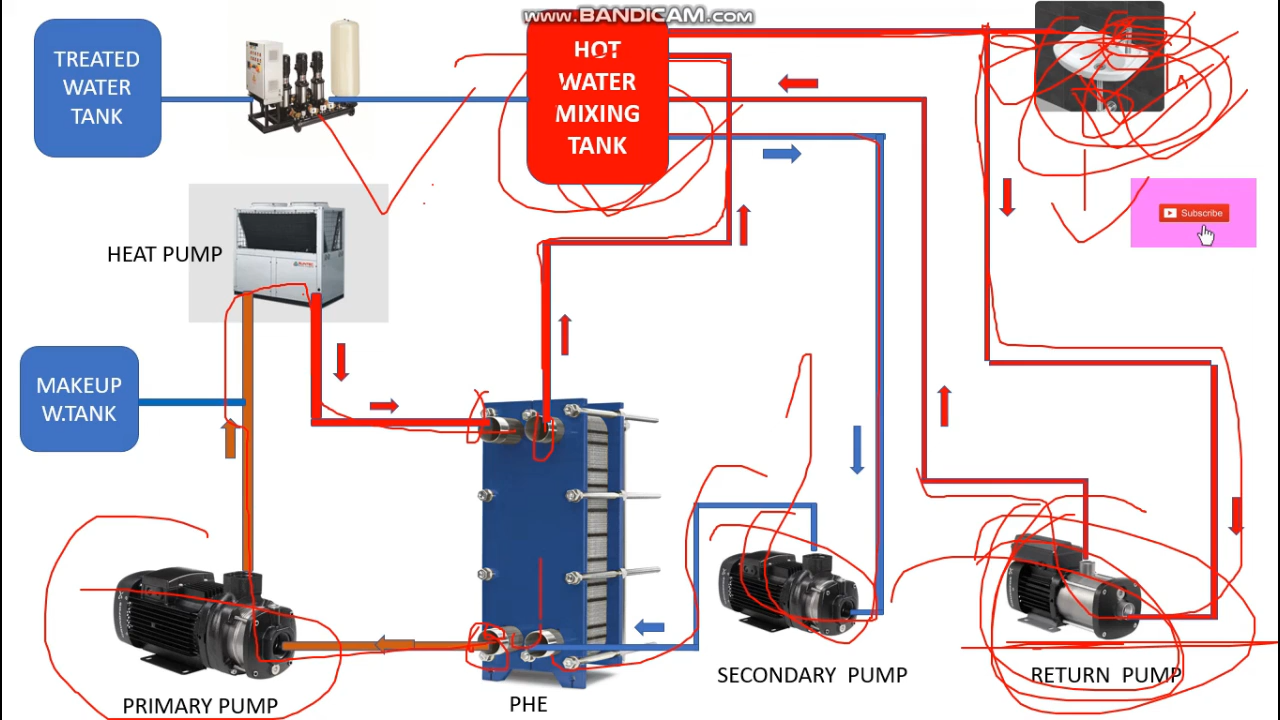 www.BANDICAM.com
TREATED
WATER
TANK
HOT
WATER
MIXING
TANK
HEAT PUMP
Subscribe
MAKEUP
W.TANK
PRIMARY PUMP
PHE
SECONDARY PUMP
RETURN PUMP